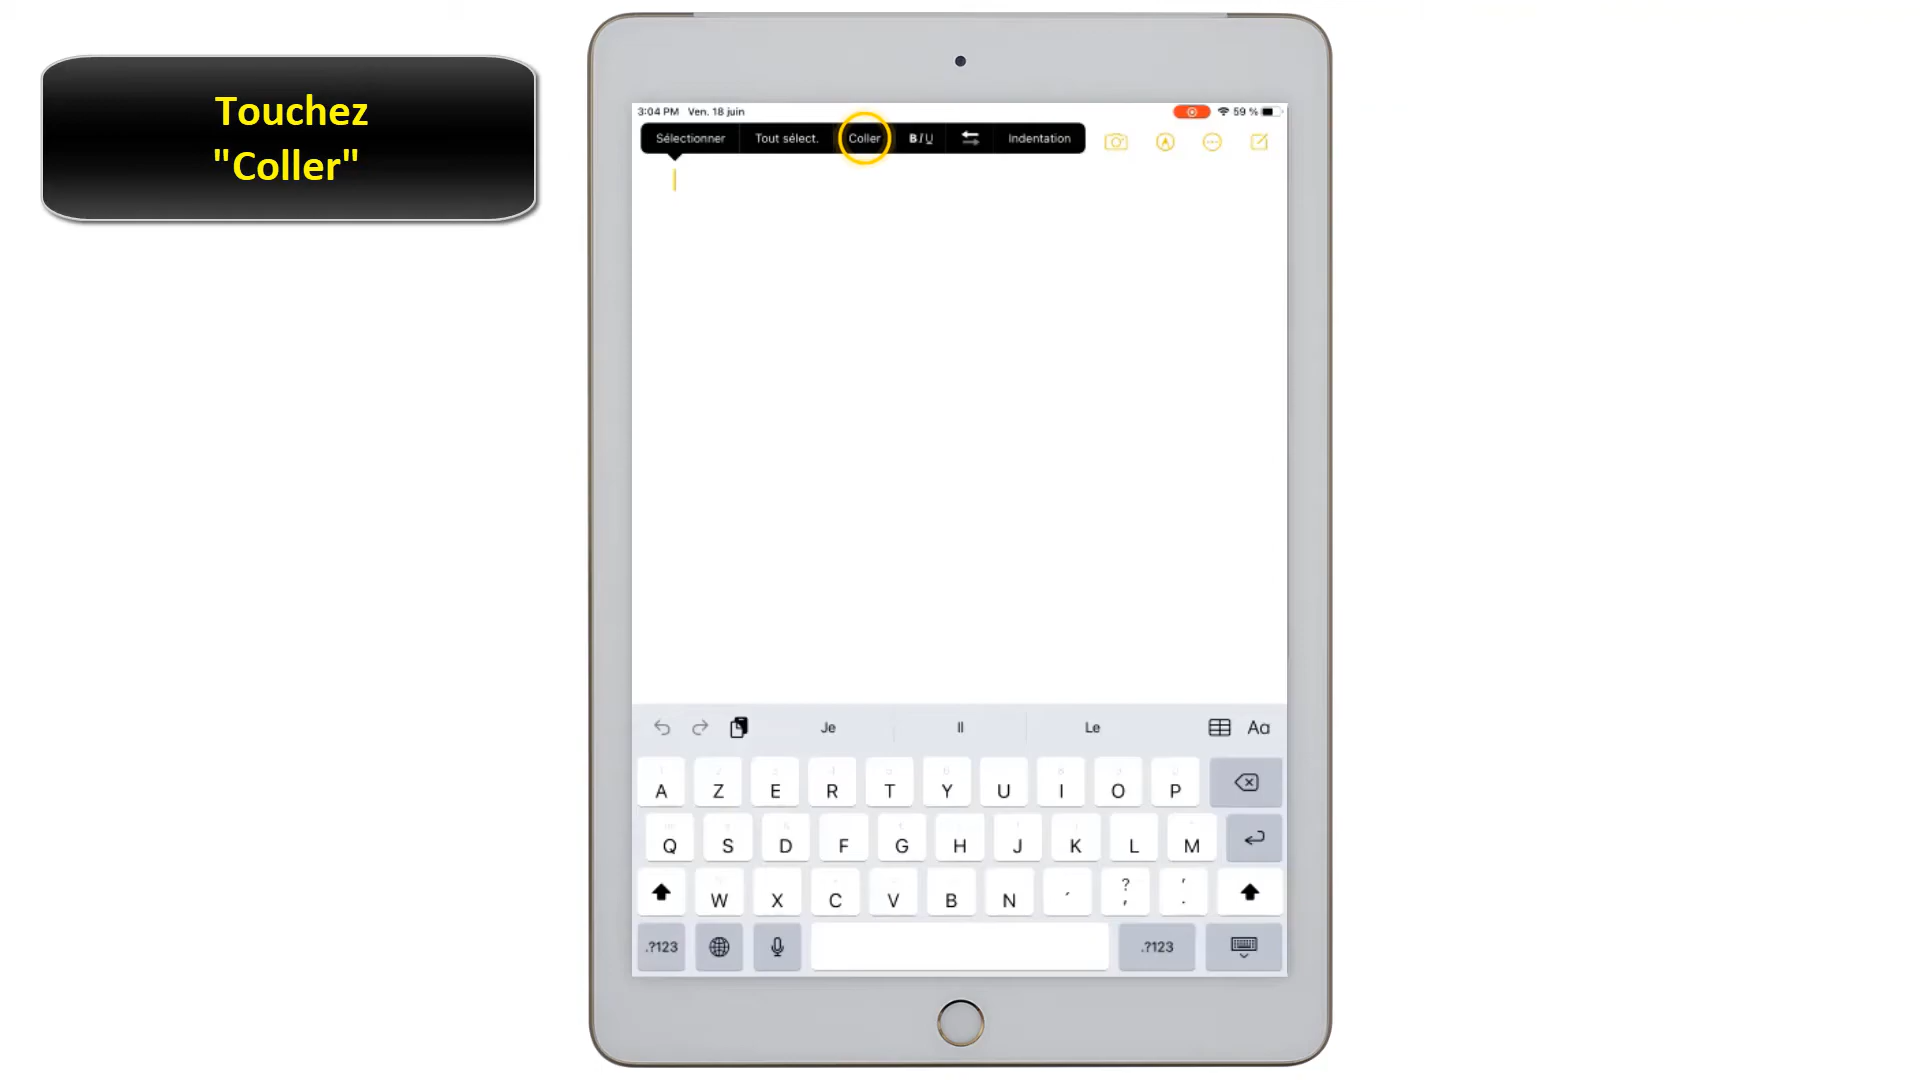 Touchez
"Coller"
3:04 PM Ven. 18 juin 59 %
Sélectionner Tout sélect. Coller BIU Indentation
Je Il Le Aa
A Z E R T Y U I O P
Q S D F G H J K L M
W X C V B N ´ ? , ' .
.?123 .?123